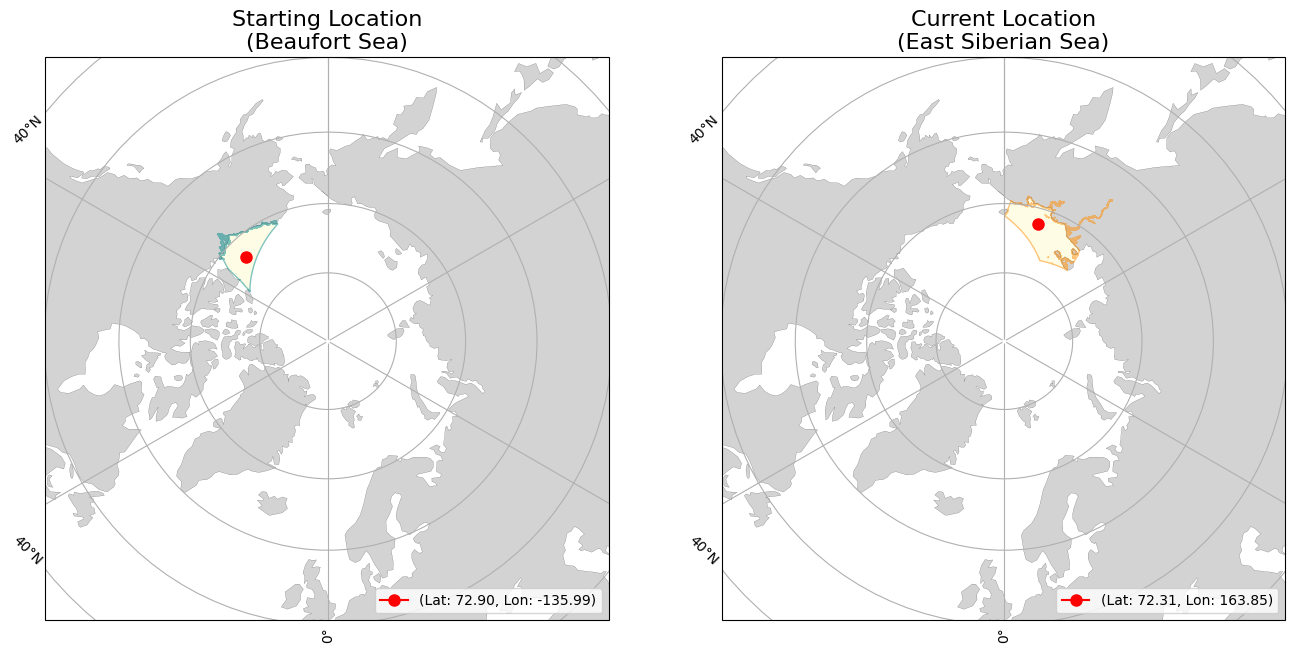 Starting Location
(Beaufort Sea)
40°N
40°N
0°
(Lat: 72.90, Lon: -135.99)
Current Location
(East Siberian Sea)
40°N
40°N
0°
(Lat: 72.31, Lon: 163.85)